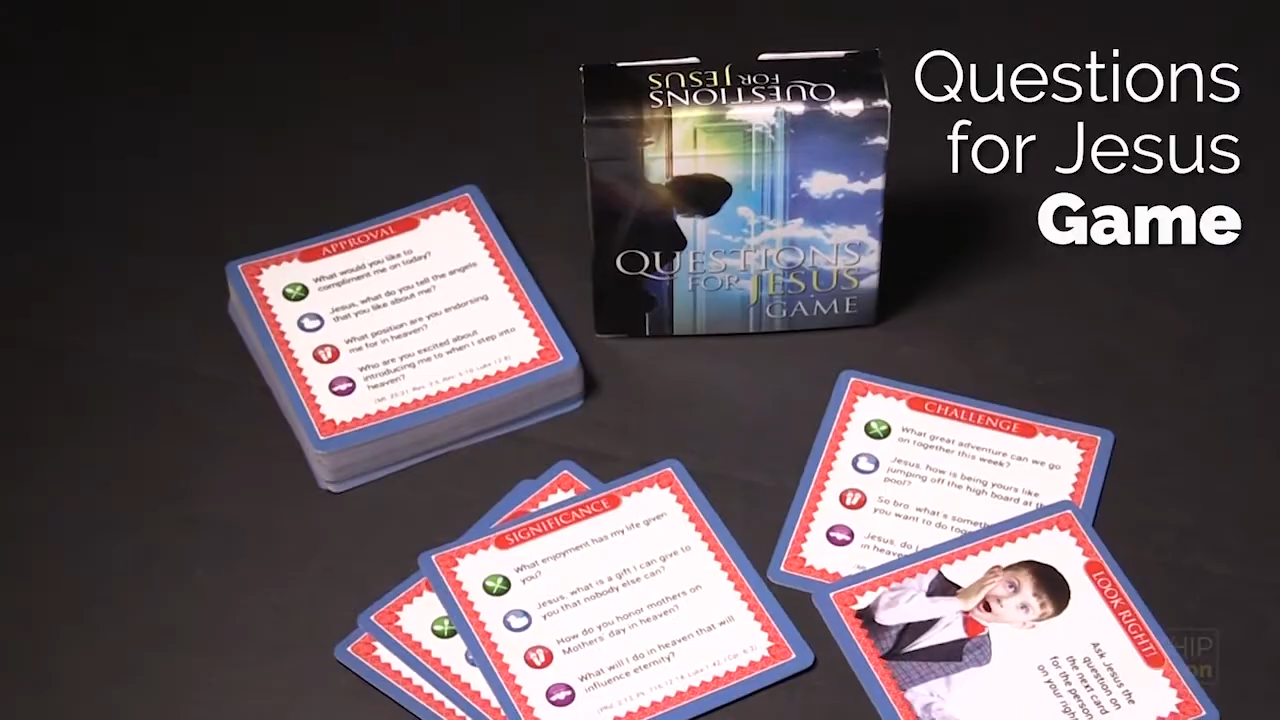 Questions
for Jesus
Game
QUESTIONS
FOR JESUS
QUESTIONS
FOR JESUS
GAME
APPROVAL
What would you like to
compliment me on today?
Jesus, what do you tell the angels
that you like about me?
What position are you endorsing
me for in heaven?
Who are you excited about
introducing me to when I step into
heaven?
CHALLENGE
What great adventure can we go
on together this week?
Jesus, how is being yours like
jumping off the high board at
pool?
So bro, what's
you want to do
Jesus, do
in
SIGNIFICANCE
What enjoyment has my life given
you?
Jesus, what is a gift I can give to
you that nobody else can?
How do you honor mothers on
Mothers' day in heaven?
What will I do in heaven that will
influence eternity?
LOOK RIGHT!
Ask Jesus the
question on
the next card
for the person
on your right
HIP
on